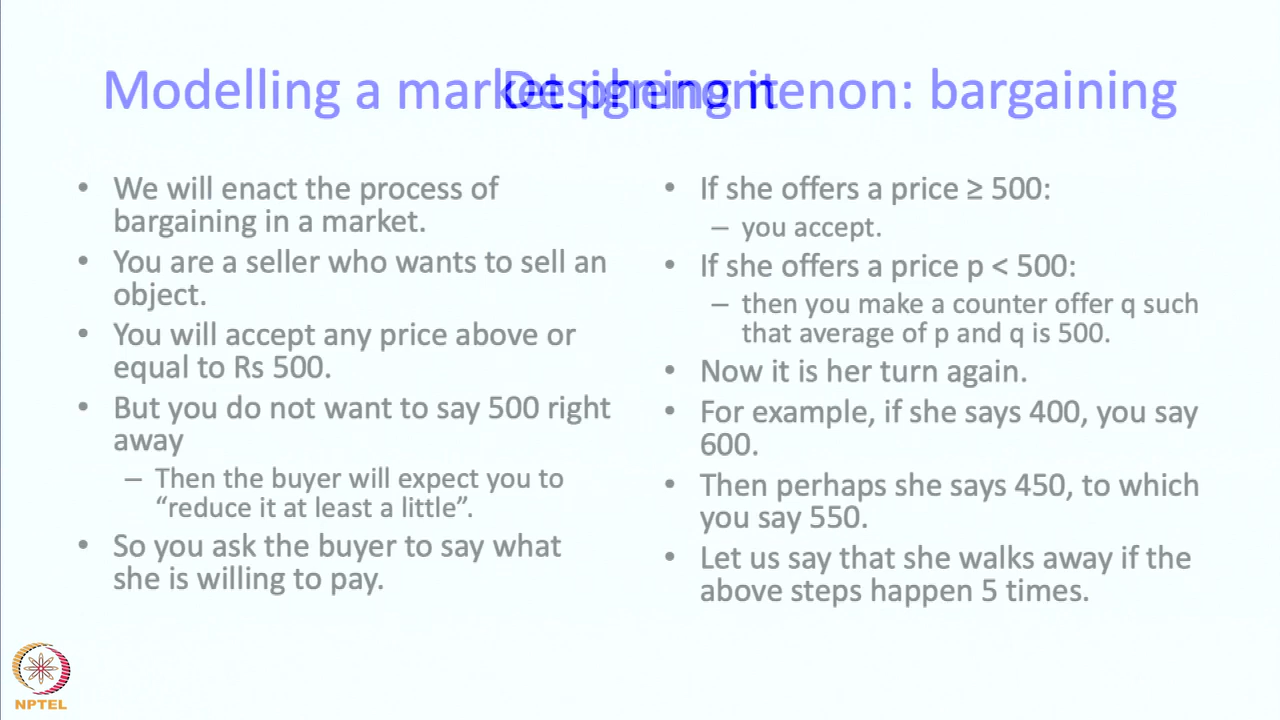 Modelling a market phenomenon: bargaining
Designing it
• We will enact the process of
bargaining in a market.
• You are a seller who wants to sell an
object.
• You will accept any price above or
equal to Rs 500.
• But you do not want to say 500 right
away
– Then the buyer will expect you to
“reduce it at least a little”.
• So you ask the buyer to say what
she is willing to pay.
• If she offers a price ≥ 500:
– you accept.
• If she offers a price p < 500:
– then you make a counter offer q such
that average of p and q is 500.
• Now it is her turn again.
• For example, if she says 400, you say
600.
• Then perhaps she says 450, to which
you say 550.
• Let us say that she walks away if the
above steps happen 5 times.
NPTEL